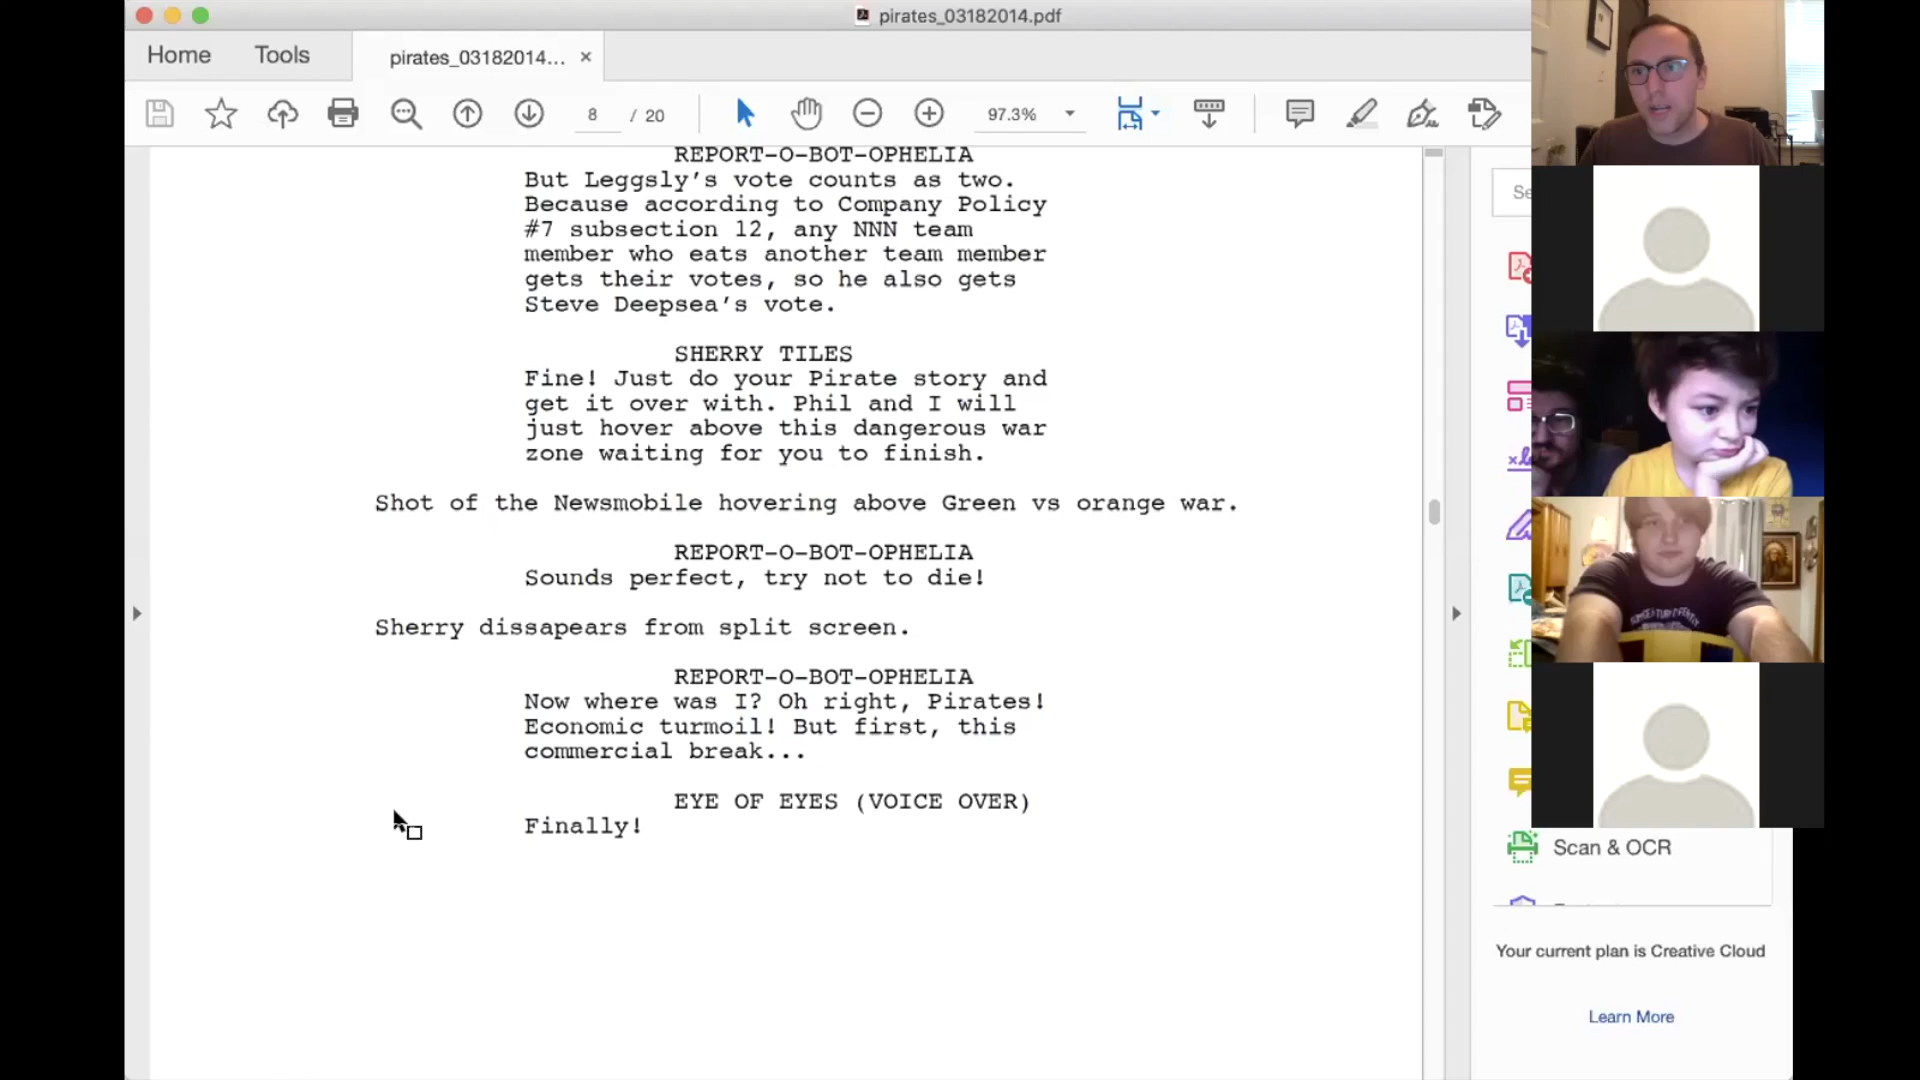 pirates_03182014.pdf
Home
Tools
pirates_03182014...
8 / 20
97.3%
Se
REPORT-O-BOT-OPHELIA
But Leggsly's vote counts as two.
Because according to Company Policy
#7 subsection 12, any NNN team
member who eats another team member
gets their votes, so he also gets
Steve Deepsea's vote.
SHERRY TILES
Fine! Just do your Pirate story and
get it over with. Phil and I will
just hover above this dangerous war
zone waiting for you to finish.
Shot of the Newsmobile hovering above Green vs orange war.
REPORT-O-BOT-OPHELIA
Sounds perfect, try not to die!
Sherry dissapears from split screen.
REPORT-O-BOT-OPHELIA
Now where was I? Oh right, Pirates!
Economic turmoil! But first, this
commercial break...
EYE OF EYES (VOICE OVER)
Finally!
Scan & OCR
Your current plan is Creative Cloud
Learn More